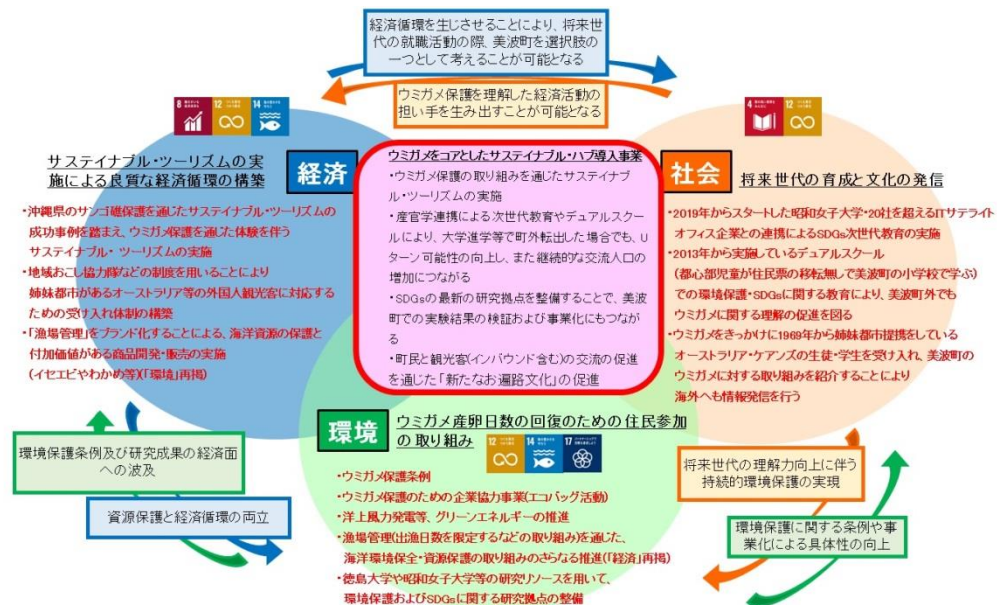 経済循環を生じさせることにより、将来世
代の就職活動の際、美波町を選択肢の
一つとして考えることが可能となる
ウミガメ保護を理解した経済活動の
担い手を生み出すことが可能となる
8
12
14
4
12
サステイナブル・ツーリズムの実
施による良質な経済循環の構築
経済
・沖縄県のサンゴ礁保護を通じたサステイナブル・ツーリズムの
成功事例を踏まえ、ウミガメ保護を通じた体験を伴う
サステイナブル・ ツーリズムの実施
・地域おこし協力隊などの制度を用いることにより
姉妹都市があるオーストラリア等の外国人観光客に対応する
ための受け入れ体制の構築
・「漁場管理」をブランド化することによる、海洋資源の保護と
付加価値がある商品開発・販売の実施
(イセエビやわかめ等)(「環境」再掲)
ウミガメをコアとしたサステイナブル・ハブ導入事業
・ウミガメ保護の取り組みを通じたサステイナブ
ル・ツーリズムの実施
・産官学連携による次世代教育やデュアルスクー
ルにより、大学進学等で町外転出した場合でも、U
ターン可能性の向上し、また継続的な交流人口の
増加につながる
・SDGsの最新の研究拠点を整備することで、美波
町での実験結果の検証および事業化にもつなが
る
・町民と観光客(インバウンド含む)の交流の促進
を通じた「新たなお遍路文化」の促進
社会
将来世代の育成と文化の発信
・2019年からスタートした昭和女子大学・20社を超えるITサテライト
オフィス企業との連携によるSDGs次世代教育の実施
・2013年から実施しているデュアルスクール
(都心部児童が住民票の移転無しで美波町の小学校で学ぶ)
での環境保護・SDGsに関する教育により、美波町外でも
ウミガメに関する理解の促進を図る
・ウミガメをきっかけに1969年から姉妹都市提携をしている
オーストラリア・ケアンズの生徒・学生を受け入れ、美波町の
ウミガメに対する取り組みを紹介することにより
海外へも情報発信を行う
環境
ウミガメ産卵日数の回復のための住民参加
の取り組み
12
14
17
・ウミガメ保護条例
・ウミガメ保護のための企業協力事業(エコバッグ活動)
・洋上風力発電等、グリーンエネルギーの推進
・漁場管理(出漁日数を限定するなどの取り組み)を通じた、
海洋環境保全・資源保護の取り組みのさらなる推進(「経済」再掲)
・徳島大学や昭和女子大学等の研究リソースを用いて、
環境保護およびSDGsに関する研究拠点の整備
環境保護条例及び研究成果の経済面
への波及
資源保護と経済循環の両立
将来世代の理解力向上に伴う
持続的環境保護の実現
環境保護に関する条例や事
業化による具体性の向上